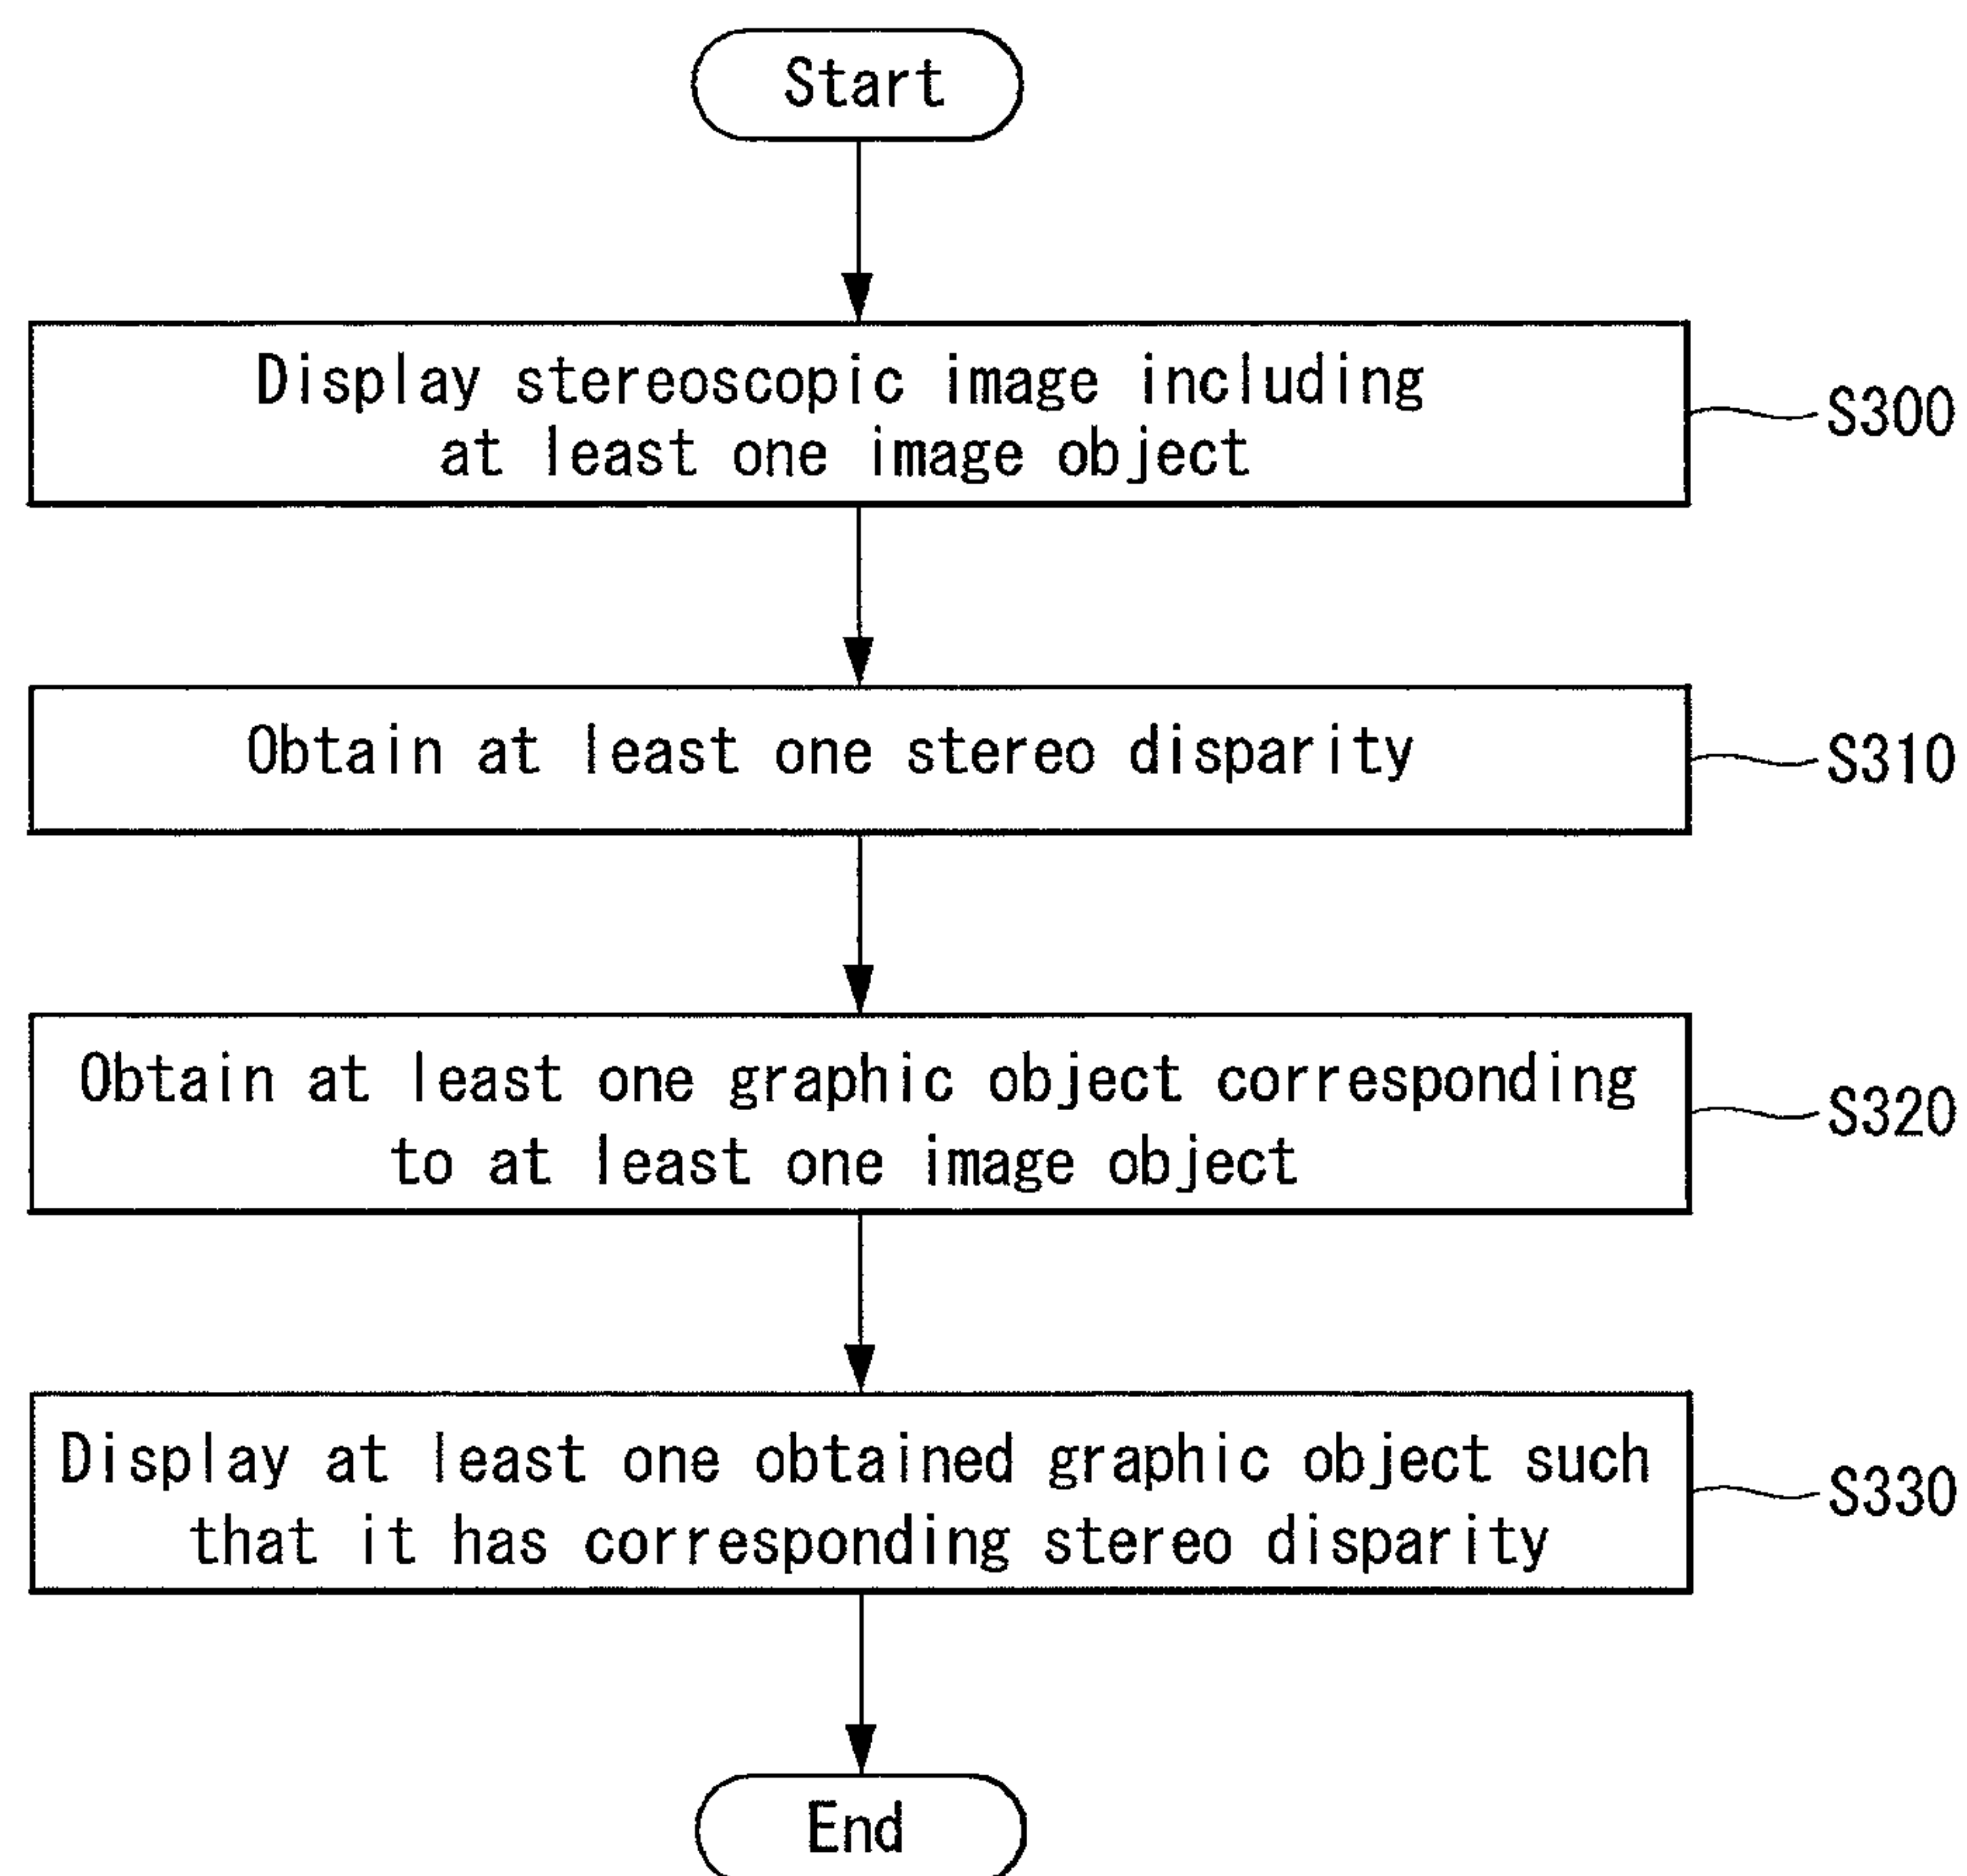 Start
Display stereoscopic image including
at least one image object
S300
Obtain at least one stereo disparity
S310
Obtain at least one graphic object corresponding
to at least one image object
S320
Display at least one obtained graphic object such
that it has corresponding stereo disparity
S330
End